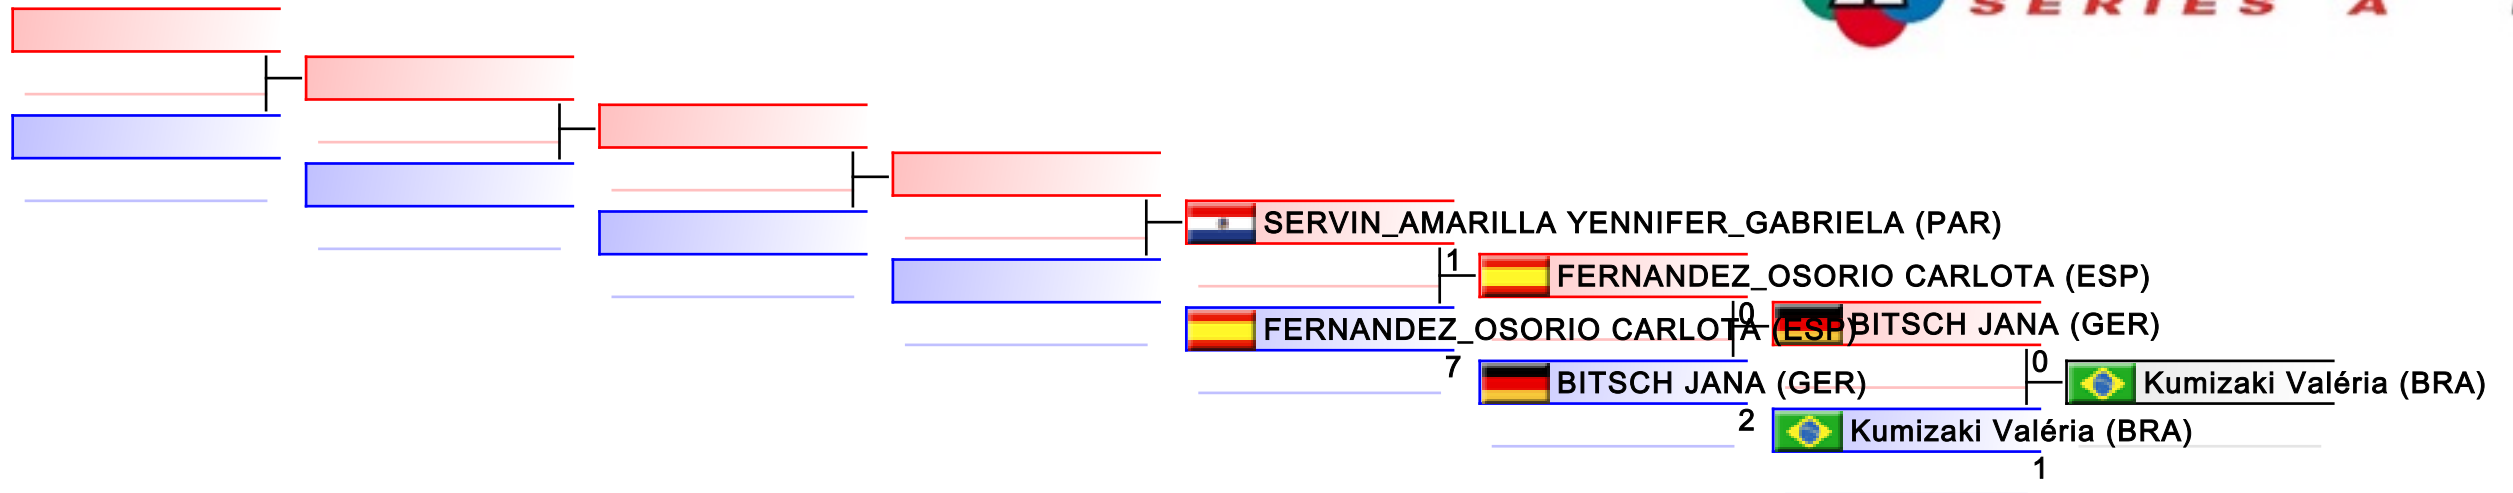 SERIES A
SERVIN_AMARILLA YENNIFER_GABRIELA (PAR)
1
FERNANDEZ_OSORIO CARLOTA (ESP)
FERNANDEZ_OSORIO CARLOTA (ESP)
7
0
BITSCH JANA (GER)
BITSCH JANA (GER)
2
0
Kumizaki Valéria (BRA)
Kumizaki Valéria (BRA)
1